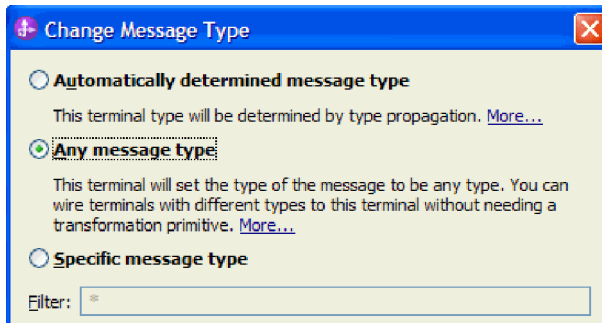 Change Message Type
Automatically determined message type
This terminal type will be determined by type propagation. More...
Any message type
This terminal will set the type of the message to be any type. You can
wire terminals with different types to this terminal without needing a
transformation primitive. More...
Specific message type
Filter: *